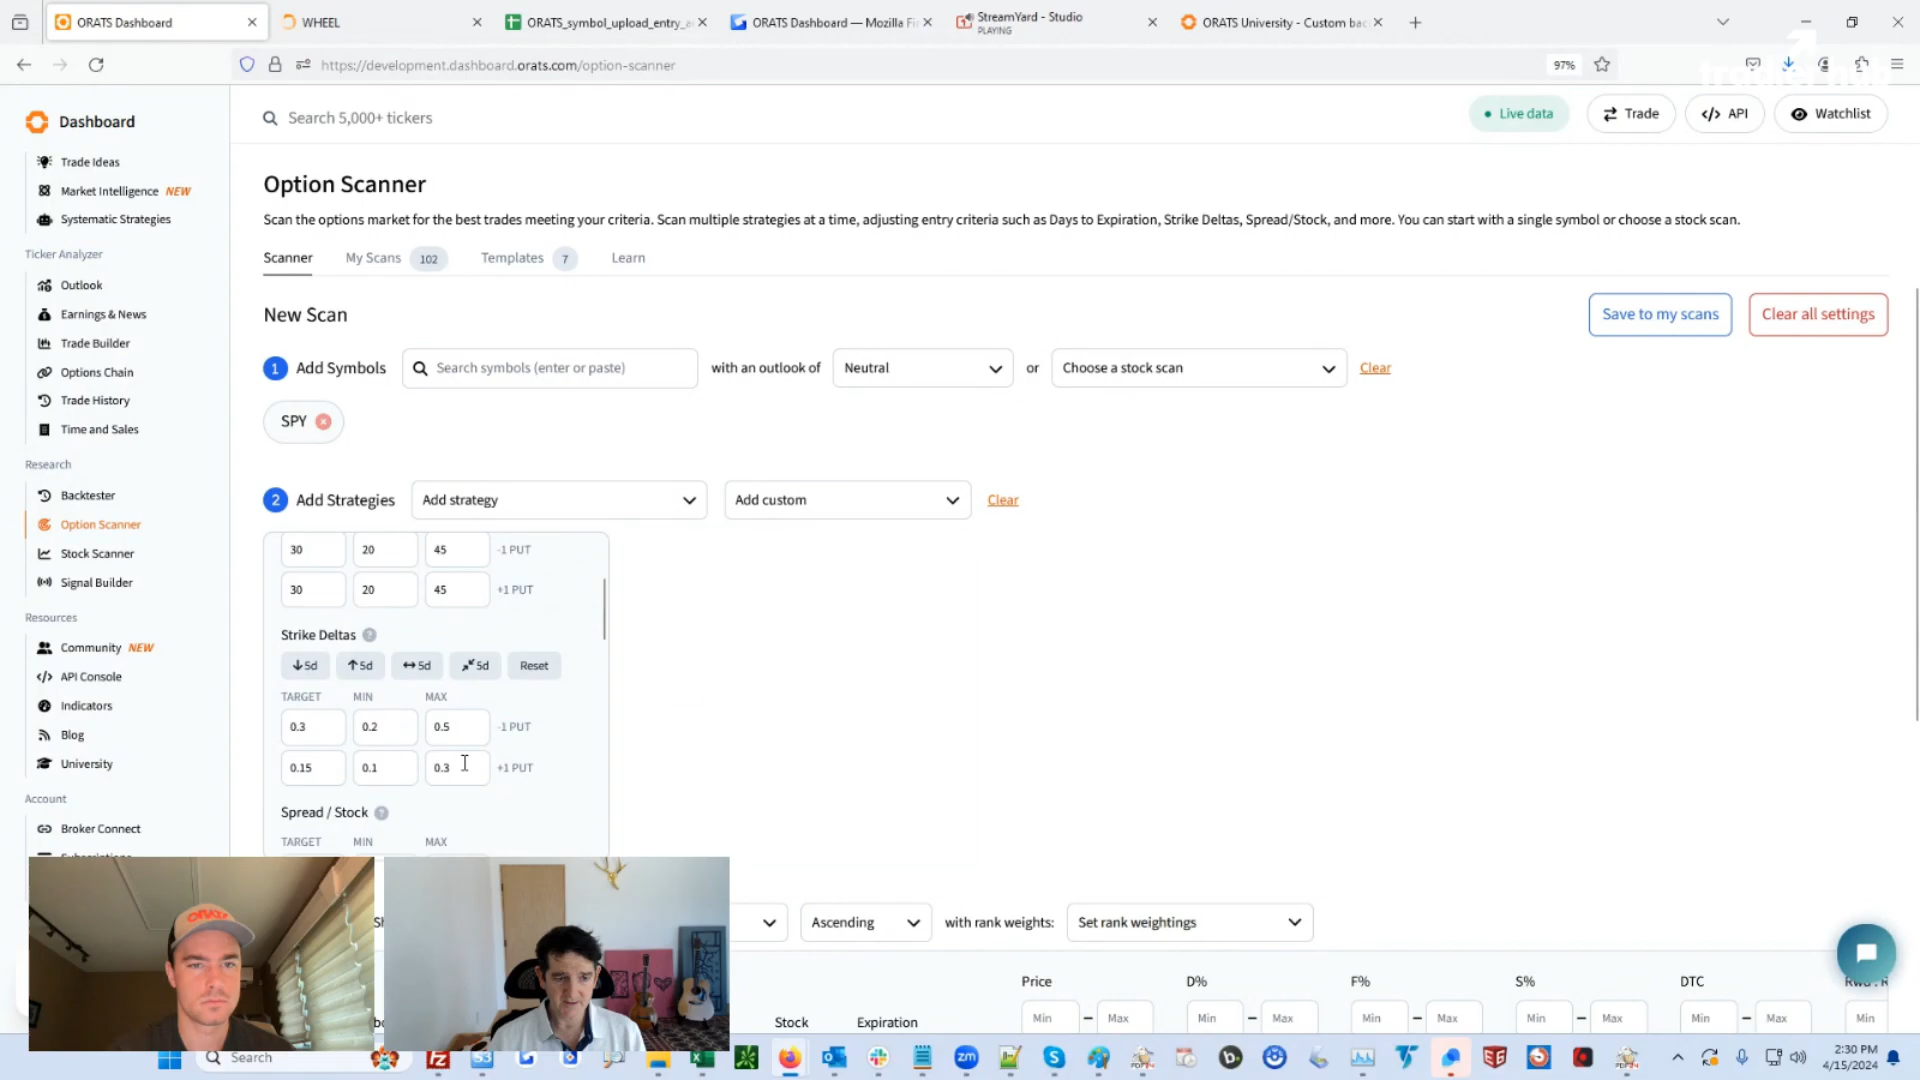 ORATS Dashboard
WHEEL
ORATS_symbol_upload_entry_
ORATS Dashboard — Mozilla Fi
StreamYard - Studio
PLAYING
ORATS University - Custom bac
https://development.dashboard.orats.com/option-scanner
97%
tradier hub
Dashboard
Search 5,000+ tickers
Live data
Trade
</> API
Watchlist
Trade Ideas
Market Intelligence NEW
Systematic Strategies
Ticker Analyzer
Outlook
Earnings & News
Trade Builder
Options Chain
Trade History
Time and Sales
Research
Backtester
Option Scanner
Stock Scanner
Signal Builder
Resources
Community NEW
API Console
Indicators
Blog
University
Account
Broker Connect
Option Scanner
Scan the options market for the best trades meeting your criteria. Scan multiple strategies at a time, adjusting entry criteria such as Days to Expiration, Strike Deltas, Spread/Stock, and more. You can start with a single symbol or choose a stock scan.
Scanner
My Scans 102
Templates 7
Learn
New Scan
Save to my scans
Clear all settings
1 Add Symbols
Search symbols (enter or paste)
with an outlook of
Neutral
or
Choose a stock scan
Clear
SPY
2 Add Strategies
Add strategy
Add custom
Clear
30 20 45 -1 PUT
30 20 45 +1 PUT
Strike Deltas ?
5d 5d 5d 5d Reset
TARGET MIN MAX
0.3 0.2 0.5 -1 PUT
0.15 0.1 0.3 +1 PUT
Spread / Stock ?
TARGET MIN MAX
Ascending
with rank weights:
Set rank weightings
Price D% F% S% DTC
Stock Expiration
Min – Max Min – Max Min – Max Min – Max Min – Max Min
ORATS
Search
2:30 PM
4/15/2024